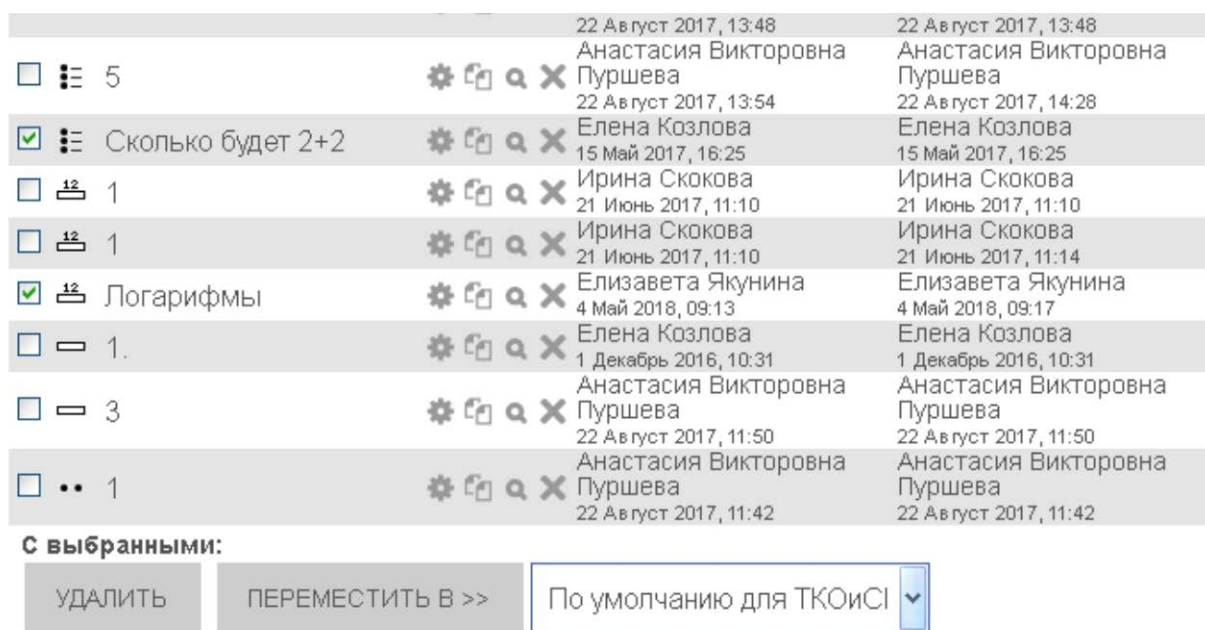 22 Август 2017, 13:48 22 Август 2017, 13:48
Анастасия Викторовна Анастасия Викторовна
5 Пуршева Пуршева
22 Август 2017, 13:54 22 Август 2017, 14:28
Сколько будет 2+2 Елена Козлова Елена Козлова
15 Май 2017, 16:25 15 Май 2017, 16:25
12 1 Ирина Скокова Ирина Скокова
21 Июнь 2017, 11:10 21 Июнь 2017, 11:10
12 1 Ирина Скокова Ирина Скокова
21 Июнь 2017, 11:10 21 Июнь 2017, 11:14
12 Логарифмы Елизавета Якунина Елизавета Якунина
4 Май 2018, 09:13 4 Май 2018, 09:17
1. Елена Козлова Елена Козлова
1 Декабрь 2016, 10:31 1 Декабрь 2016, 10:31
Анастасия Викторовна Анастасия Викторовна
3 Пуршева Пуршева
22 Август 2017, 11:50 22 Август 2017, 11:50
Анастасия Викторовна Анастасия Викторовна
1 Пуршева Пуршева
22 Август 2017, 11:42 22 Август 2017, 11:42
С выбранными:
УДАЛИТЬ ПЕРЕМЕСТИТЬ В >> По умолчанию для ТКОиСІ